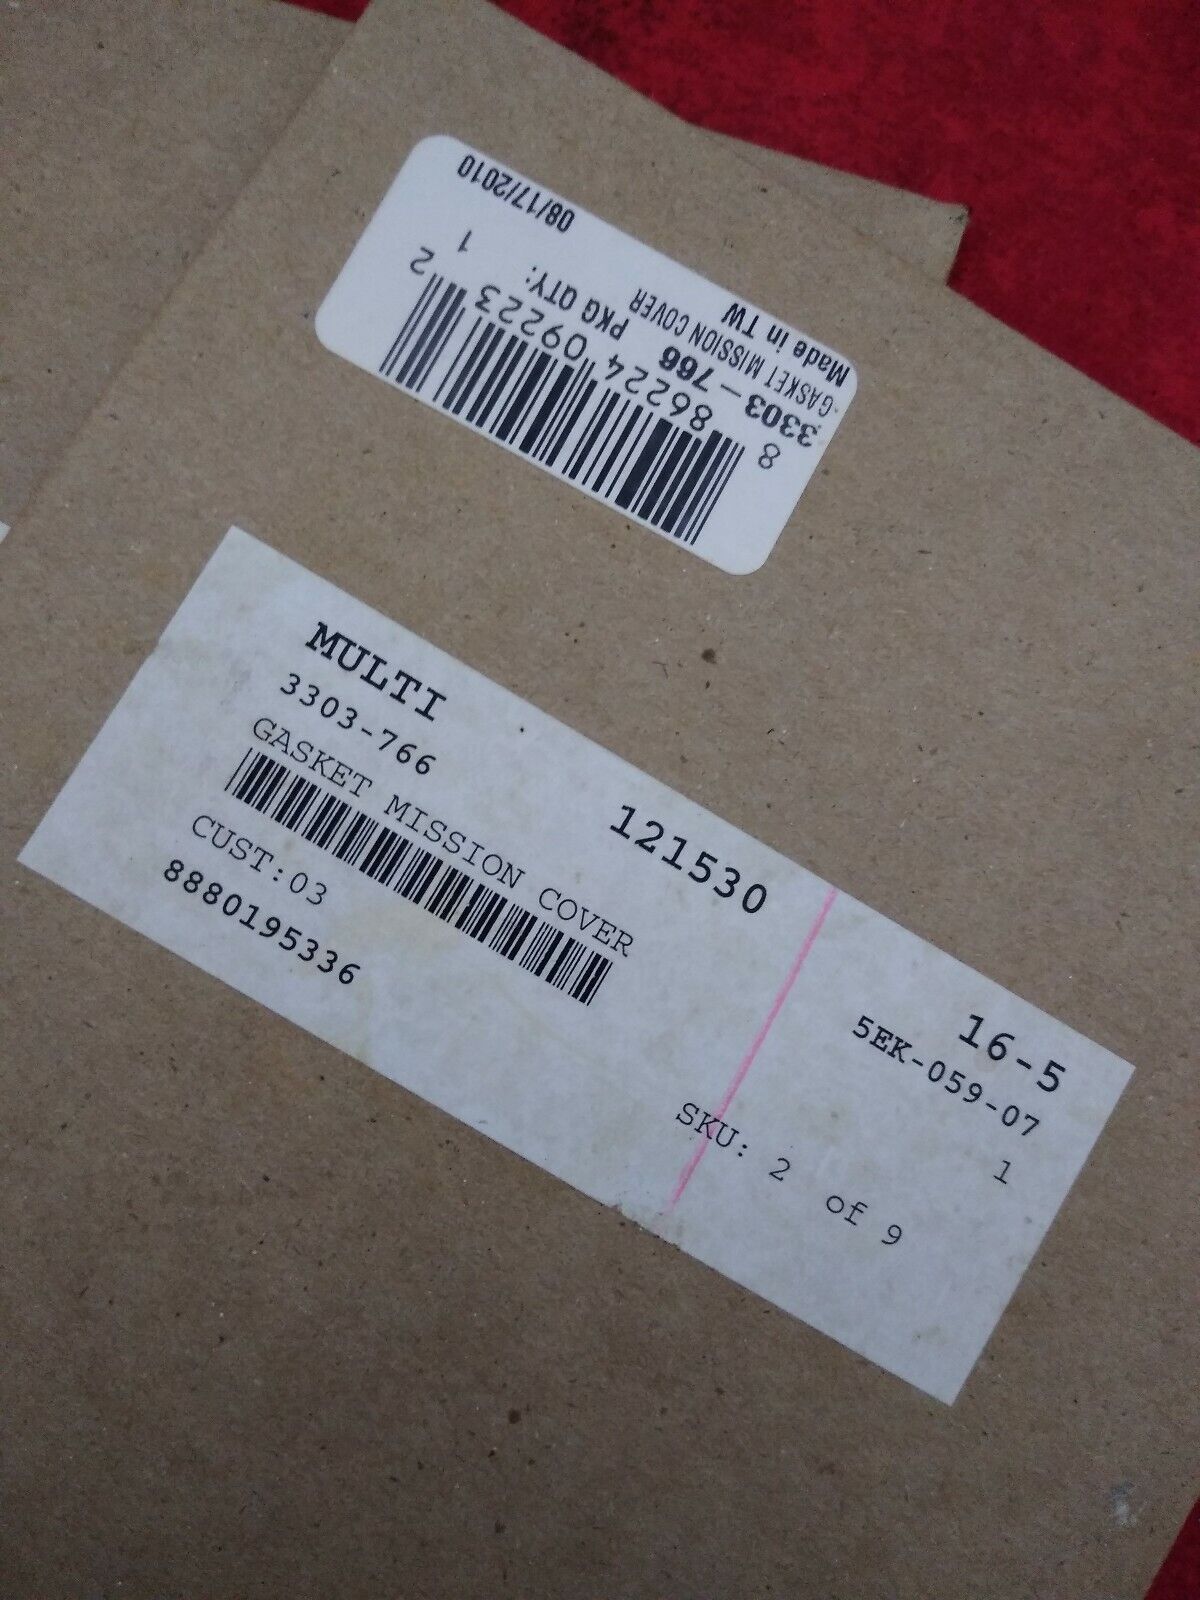 8 86224 09223 2
3303-766 PKG QTY: 1
GASKET MISSION COVER
Made in TW 08/17/2010
MULTI 121530 16-5
3303-766 5EK-059-07
GASKET MISSION COVER 1
CUST:03 SKU: 2 of 9
8880195336